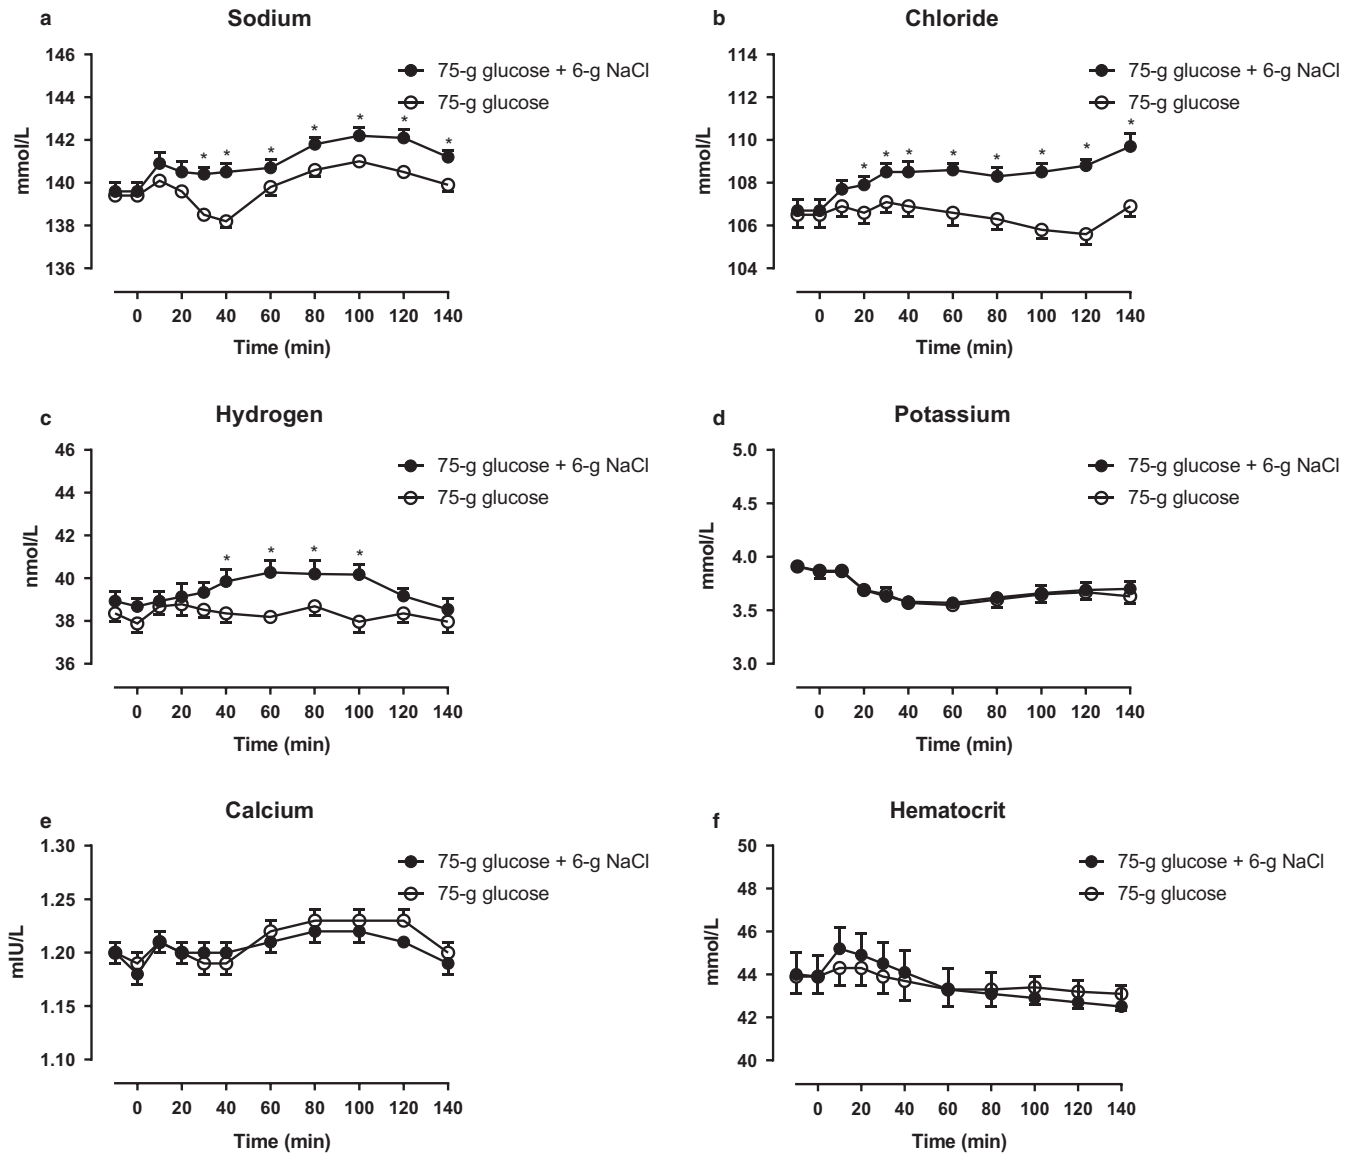 a
Sodium
146
144
142
140
138
136
mmol/L
75-g glucose + 6-g NaCl
75-g glucose
* * * * * * *
0 20 40 60 80 100 120 140
Time (min)
b
Chloride
114
112
110
108
106
104
mmol/L
75-g glucose + 6-g NaCl
75-g glucose
* * * * * * * *
0 20 40 60 80 100 120 140
Time (min)
c
Hydrogen
46
44
42
40
38
36
nmol/L
75-g glucose + 6-g NaCl
75-g glucose
* * * *
0 20 40 60 80 100 120 140
Time (min)
d
Potassium
5.0
4.5
4.0
3.5
3.0
mmol/L
75-g glucose + 6-g NaCl
75-g glucose
0 20 40 60 80 100 120 140
Time (min)
e
Calcium
1.30
1.25
1.20
1.15
1.10
mIU/L
75-g glucose + 6-g NaCl
75-g glucose
0 20 40 60 80 100 120 140
Time (min)
f
Hematocrit
50
48
46
44
42
40
mmol/L
75-g glucose + 6-g NaCl
75-g glucose
0 20 40 60 80 100 120 140
Time (min)